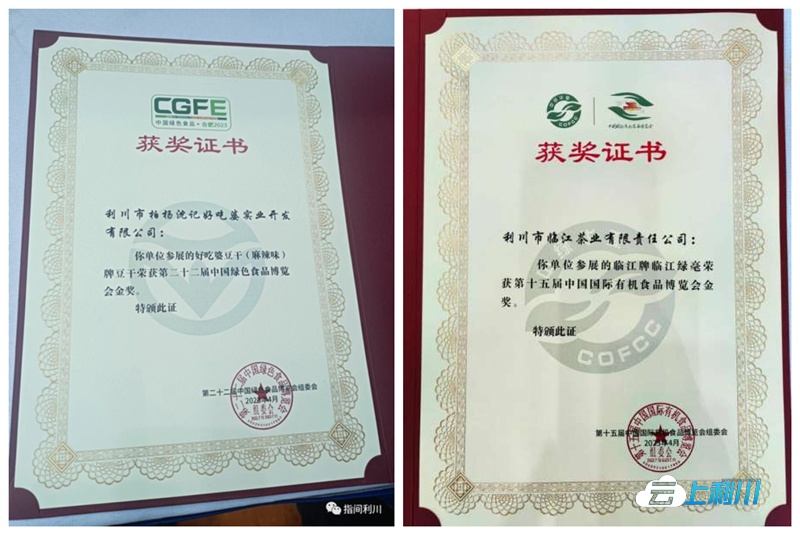 CGFE
中国绿色食品·合肥2023
获奖证书
利川市柏杨沈记好吃婆实业开发
有限公司：
你单位参展的好吃婆豆干（麻辣味）
牌豆干荣获第二十二届中国绿色食品博览
会金奖。
特颁此证
第二十二届中国绿色食品博览会组委会
2023年4月
组委会
指间利川
COFCC
获奖证书
利川市临江茶业有限责任公司：
你单位参展的临江牌临江绿毫荣
获第十五届中国国际有机食品博览会金
奖。
特颁此证
COFCC
第十五届中国国际有机食品博览会组委会
2023年4月
组委会
云上利川